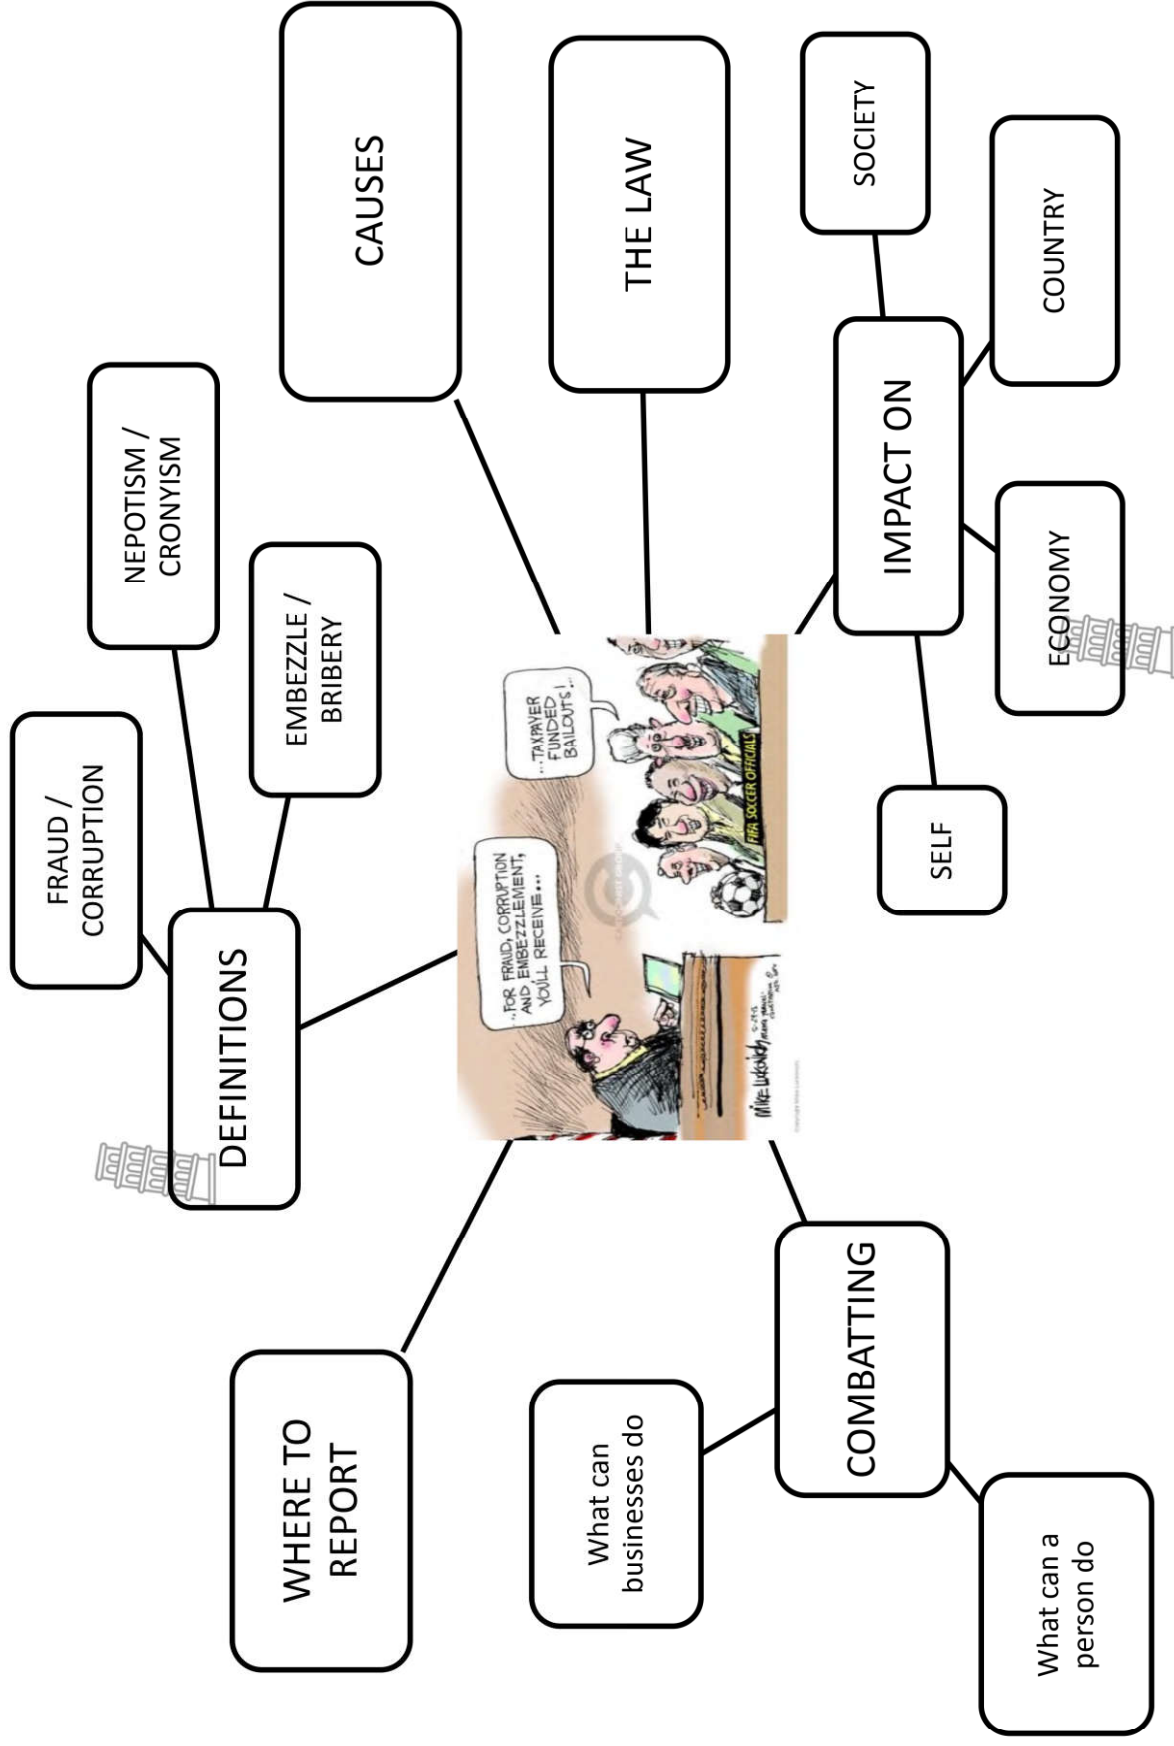 FRAUD /
CORRUPTION
NEPOTISM /
CRONYISM
EMBEZZLE /
BRIBERY
DEFINITIONS
CAUSES
THE LAW
WHERE TO
REPORT
...FOR FRAUD, CORRUPTION
AND EMBEZZLEMENT,
YOU'LL RECEIVE...
...TAXPAYER
FUNDED
BAILOUTS!...
FIFA SOCCER OFFICIALS
MIKE LUKOVICH
IMPACT ON
SOCIETY
COUNTRY
ECONOMY
SELF
COMBATTING
What can
businesses do
What can a
person do